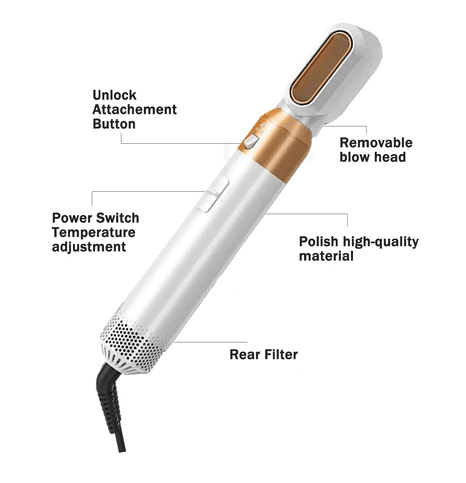 Unlock
Attachement
Button
Removable
blow head
Power Switch
Temperature
adjustment
Polish high-quality
material
Rear Filter